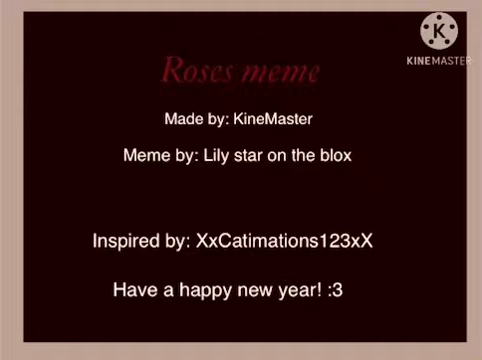 K
KINEMASTER
Roses meme
Made by: KineMaster
Meme by: Lily star on the blox
Inspired by: XxCatimations123xX
Have a happy new year! :3